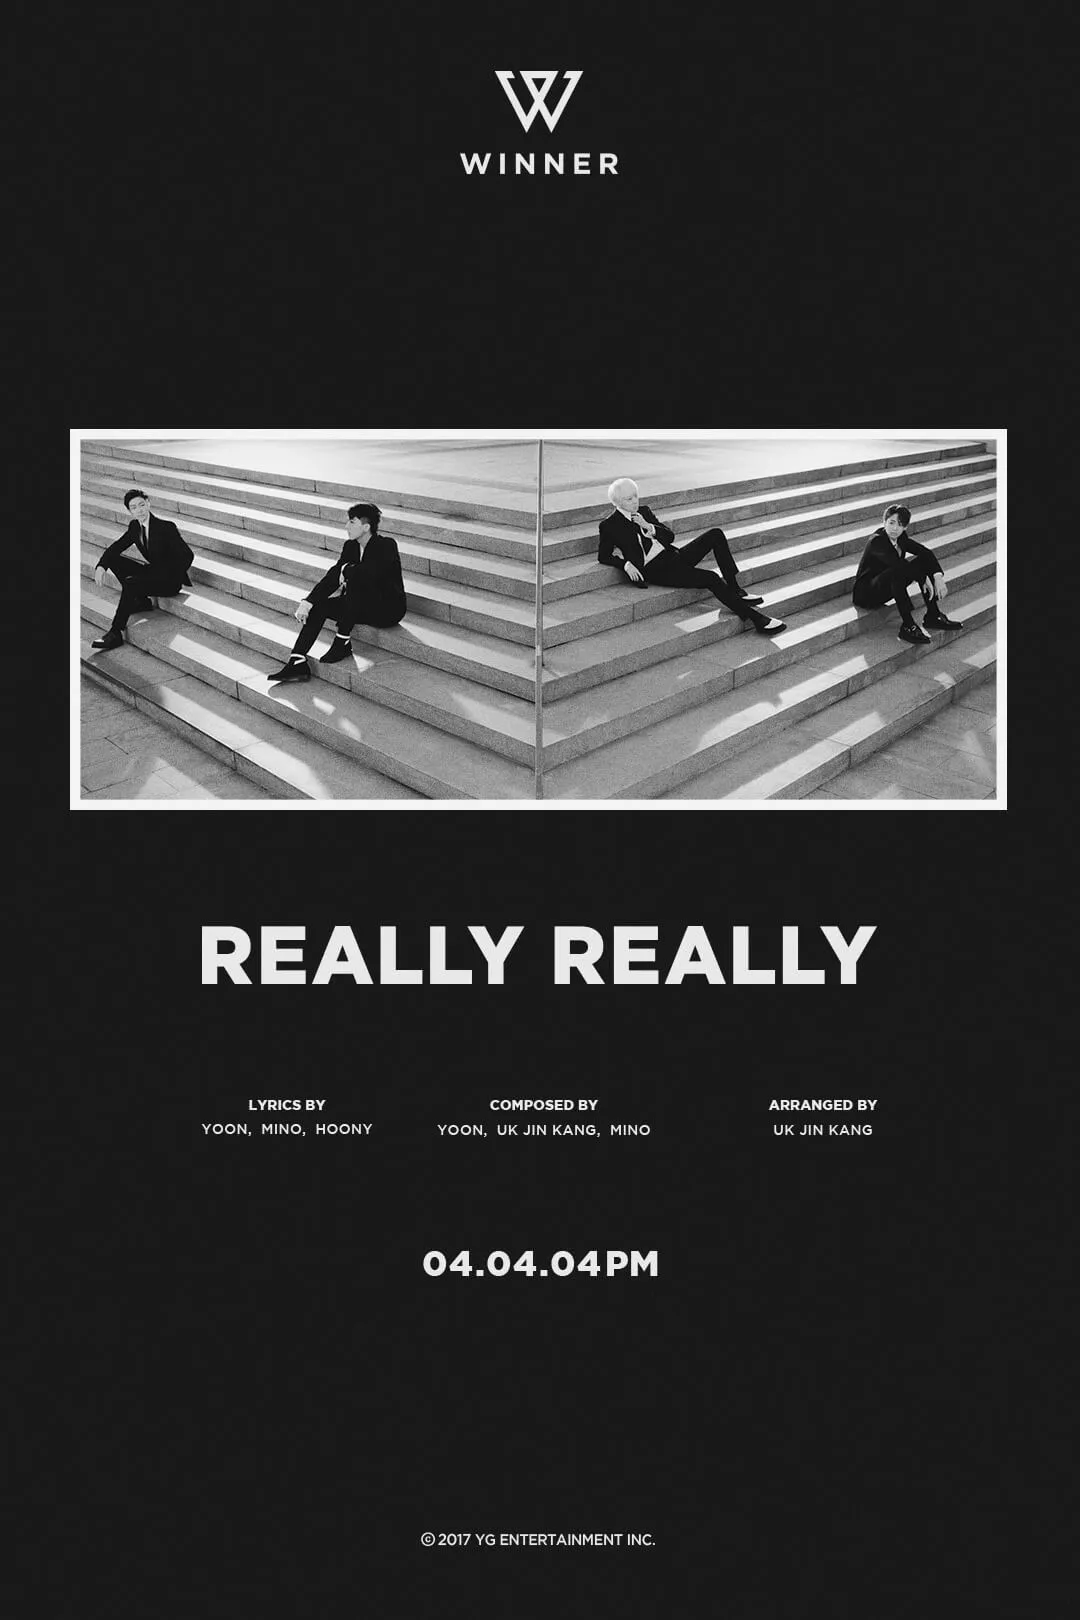 WINNER
REALLY REALLY
LYRICS BY
YOON, MINO, HOONY
COMPOSED BY
YOON, UK JIN KANG, MINO
ARRANGED BY
UK JIN KANG
04.04.04PM
© 2017 YG ENTERTAINMENT INC.